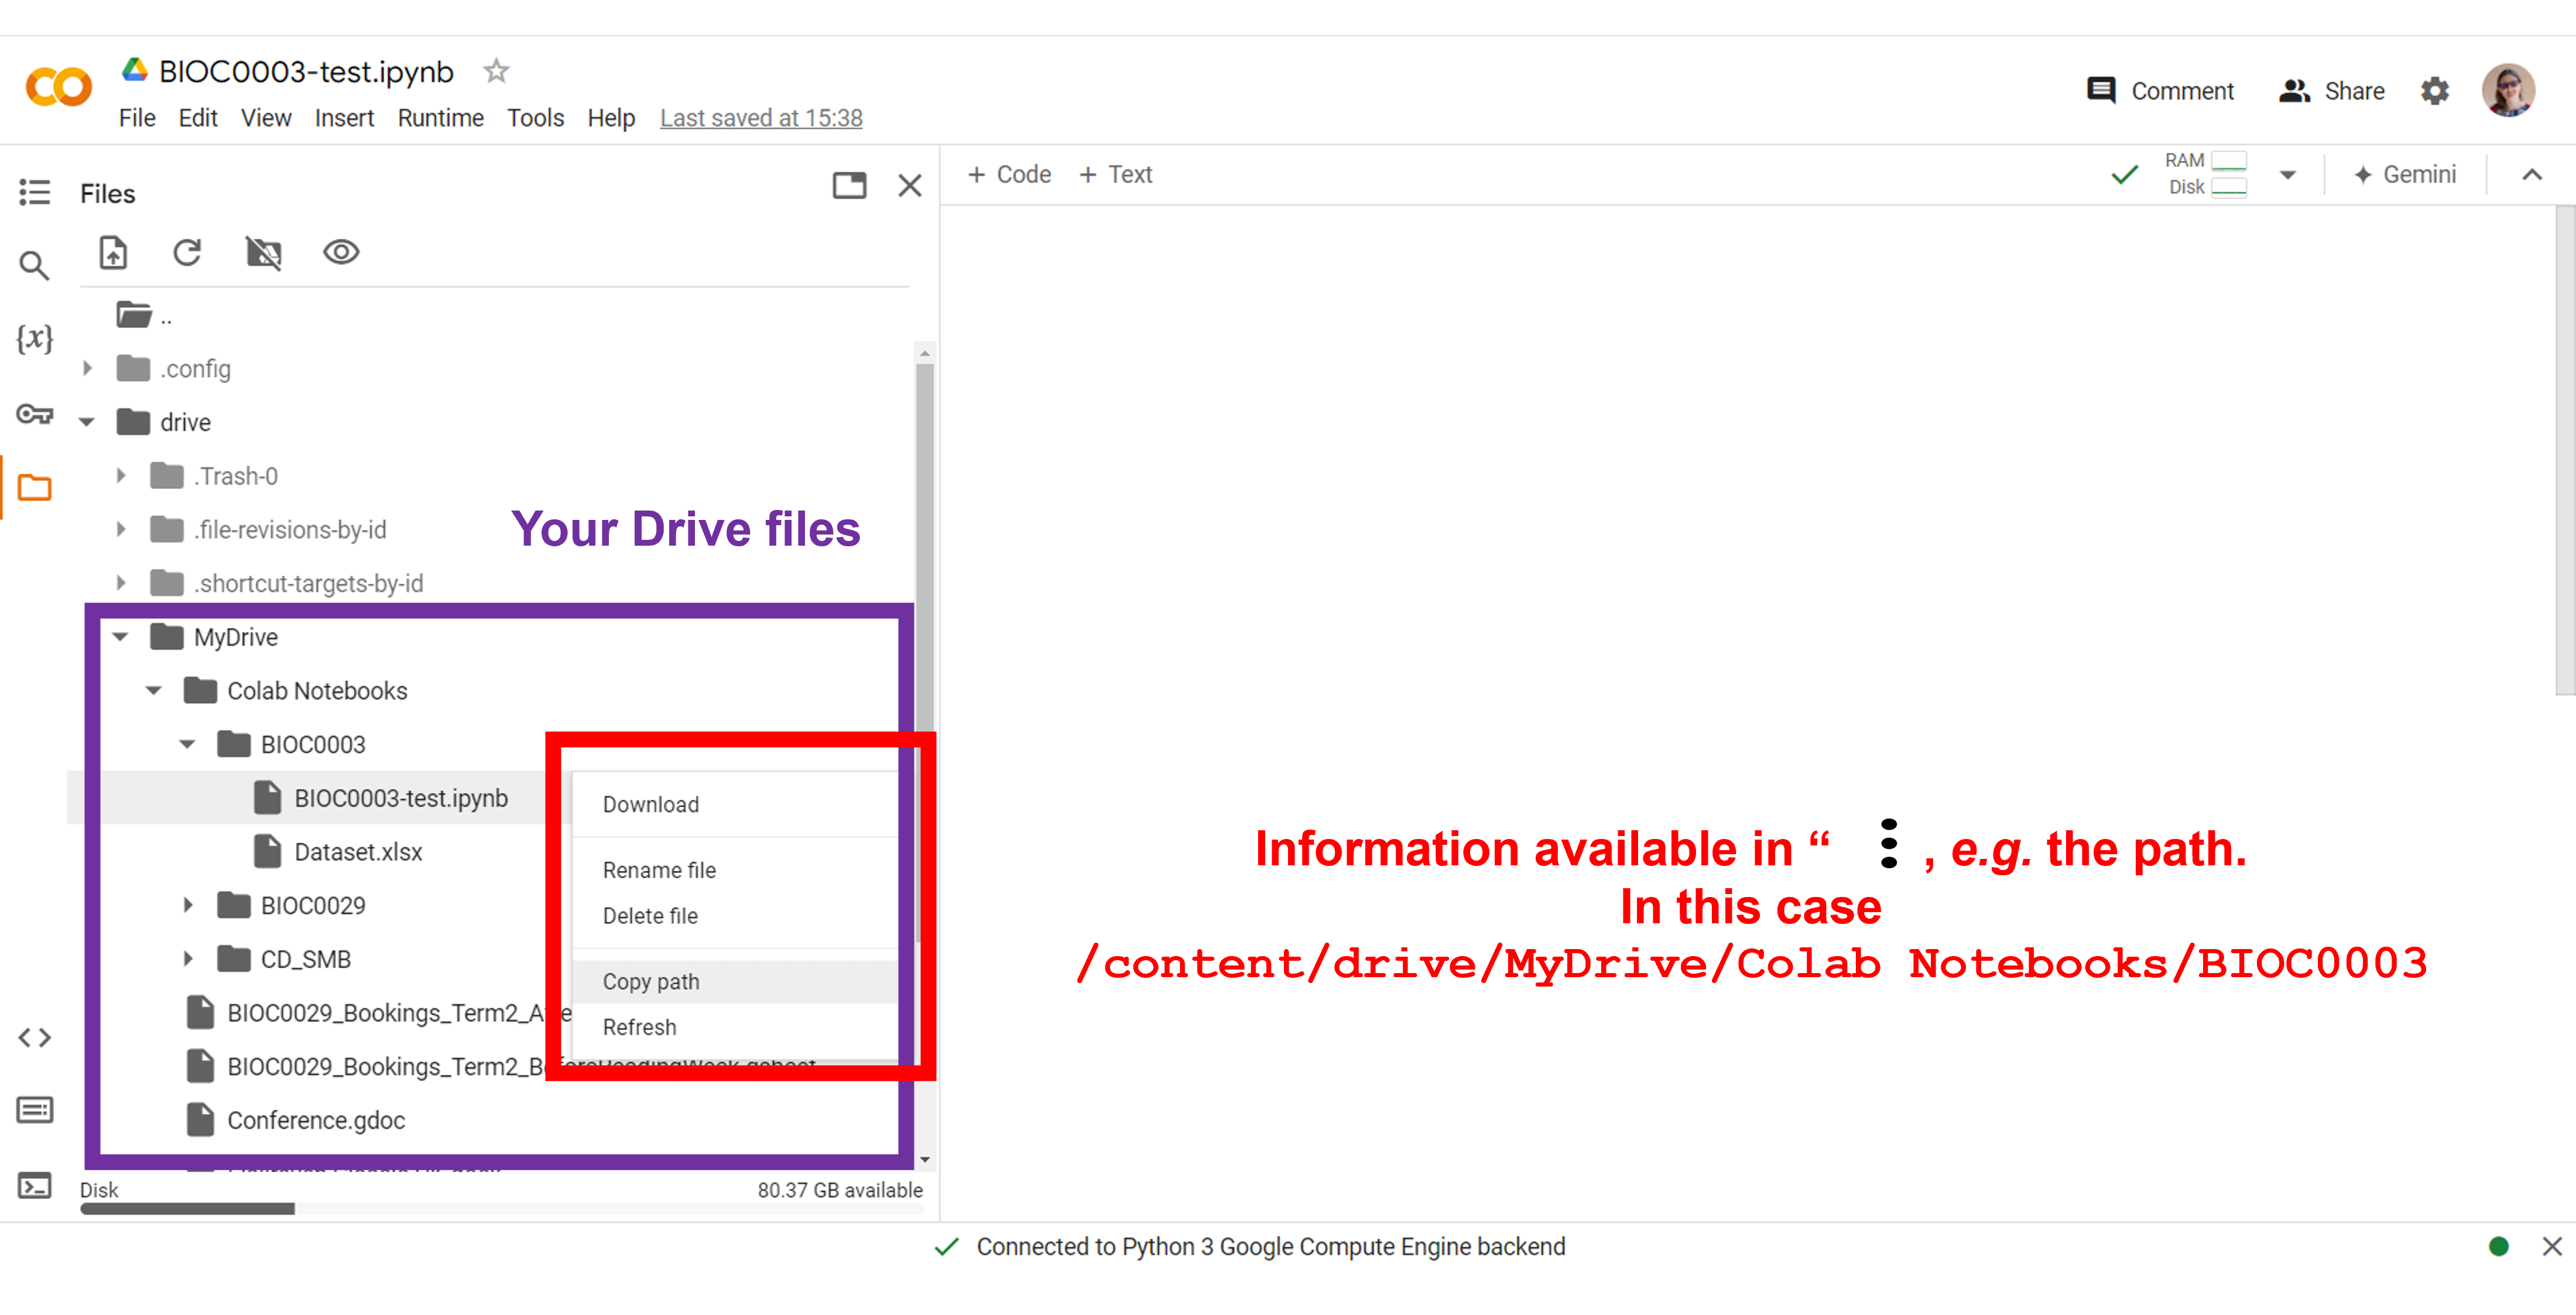 BIOC0003-test.ipynb
File Edit View Insert Runtime Tools Help Last saved at 15:38
Comment Share
Files
+ Code + Text
RAM
Disk
Gemini
{x}
..
.config
drive
.Trash-0
.file-revisions-by-id
Your Drive files
.shortcut-targets-by-id
MyDrive
Colab Notebooks
BIOC0003
BIOC0003-test.ipynb
Dataset.xlsx
BIOC0029
CD_SMB
BIOC0029_Bookings_Term2_A
BIOC0029_Bookings_Term2_B
Conference.gdoc
Download
Rename file
Delete file
Copy path
Refresh
Information available in “ ⋮ , e.g. the path.
In this case
/content/drive/MyDrive/Colab Notebooks/BIOC0003
Disk 80.37 GB available
Connected to Python 3 Google Compute Engine backend